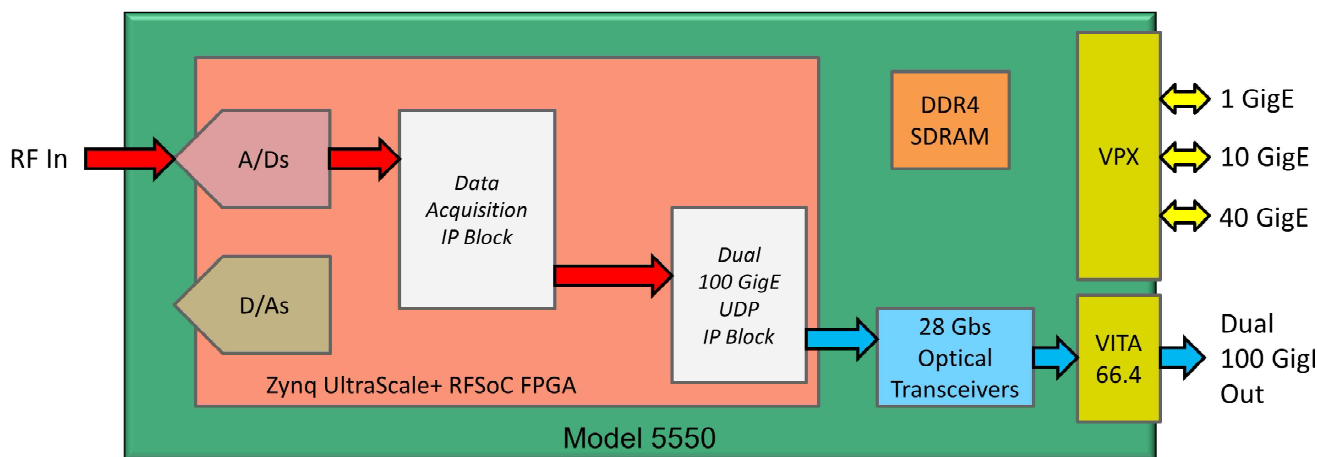 RF In
A/Ds
D/As
Data
Acquisition
IP Block
Dual
100 GigE
UDP
IP Block
Zynq UltraScale+ RFSoC FPGA
DDR4
SDRAM
28 Gbs
Optical
Transceivers
VPX
VITA
66.4
1 GigE
10 GigE
40 GigE
Dual
100 GigI
Out
Model 5550